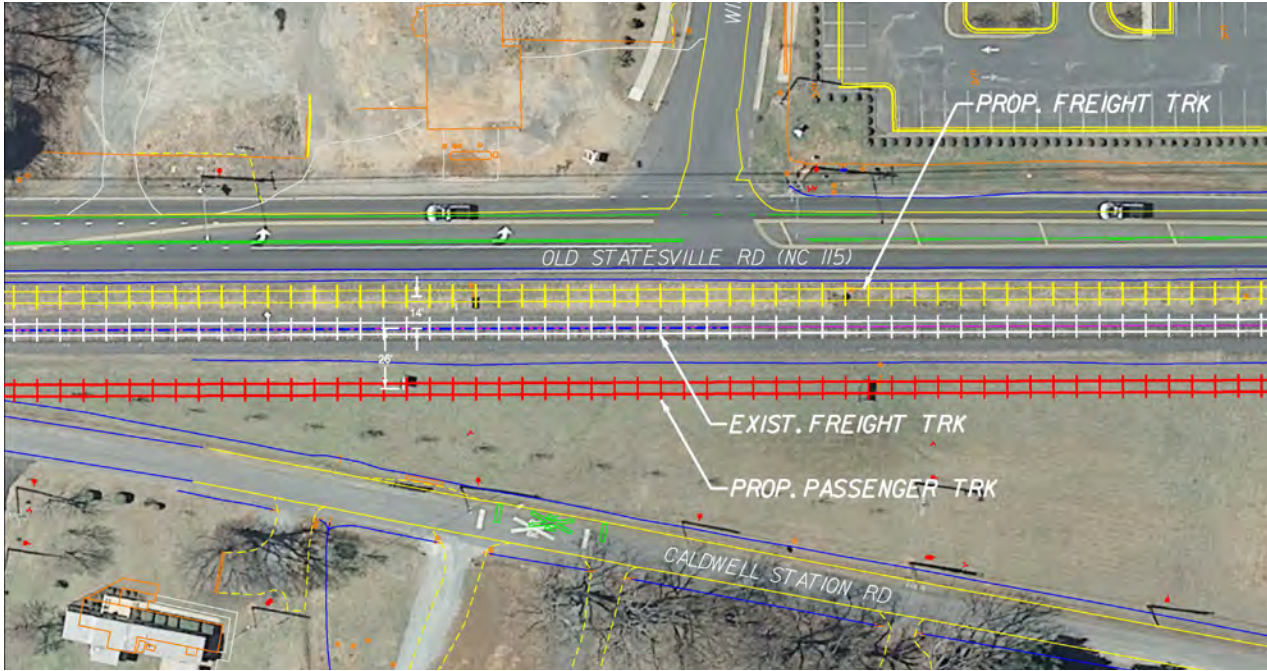 WI
PROP. FREIGHT TRK
OLD STATESVILLE RD (NC 115)
14'
26'
EXIST. FREIGHT TRK
PROP. PASSENGER TRK
CALDWELL STATION RD